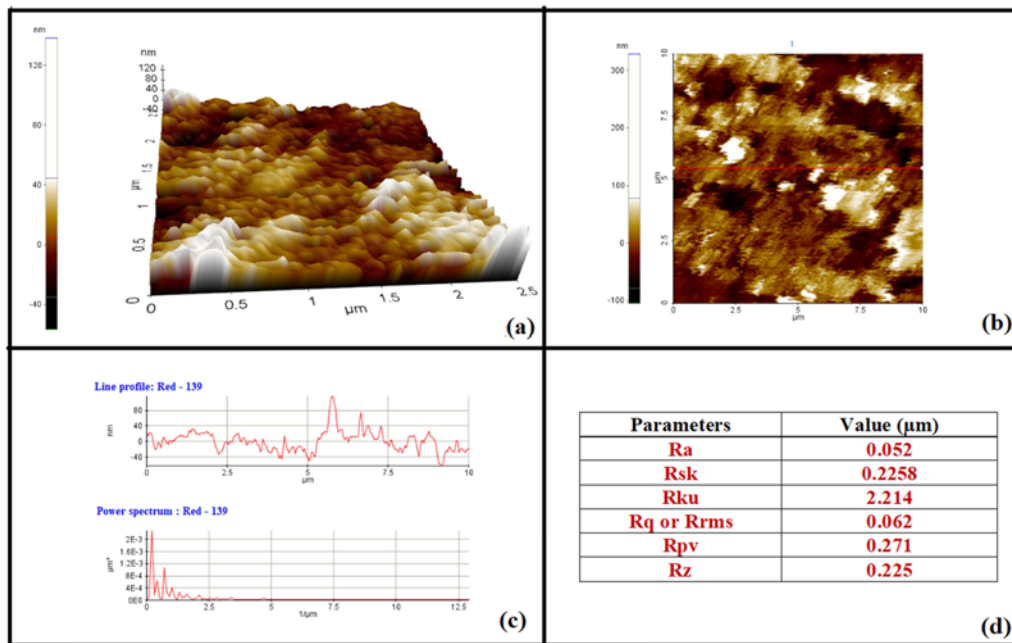 nm
120
80
40
0
-40
nm
120
80
40
0
-40
2
1.5
1
0.5
0
µm
0
0.5
1
1.5
2
2.5
µm
(a)
nm
300
200
100
0
-100
1
10
7.5
5
2.5
0
µm
0
2.5
5
7.5
10
µm
(b)
Line profile: Red - 139
nm
80
40
0
-40
0
2.5
5
7.5
10
µm
Power spectrum : Red - 139
µm²
2E-3
1.6E-3
1.2E-3
8E-4
4E-4
0E0
0
2.5
5
7.5
10
12.5
1/µm
(c)
Parameters Value (µm)
Ra 0.052
Rsk 0.2258
Rku 2.214
Rq or Rrms 0.062
Rpv 0.271
Rz 0.225
(d)